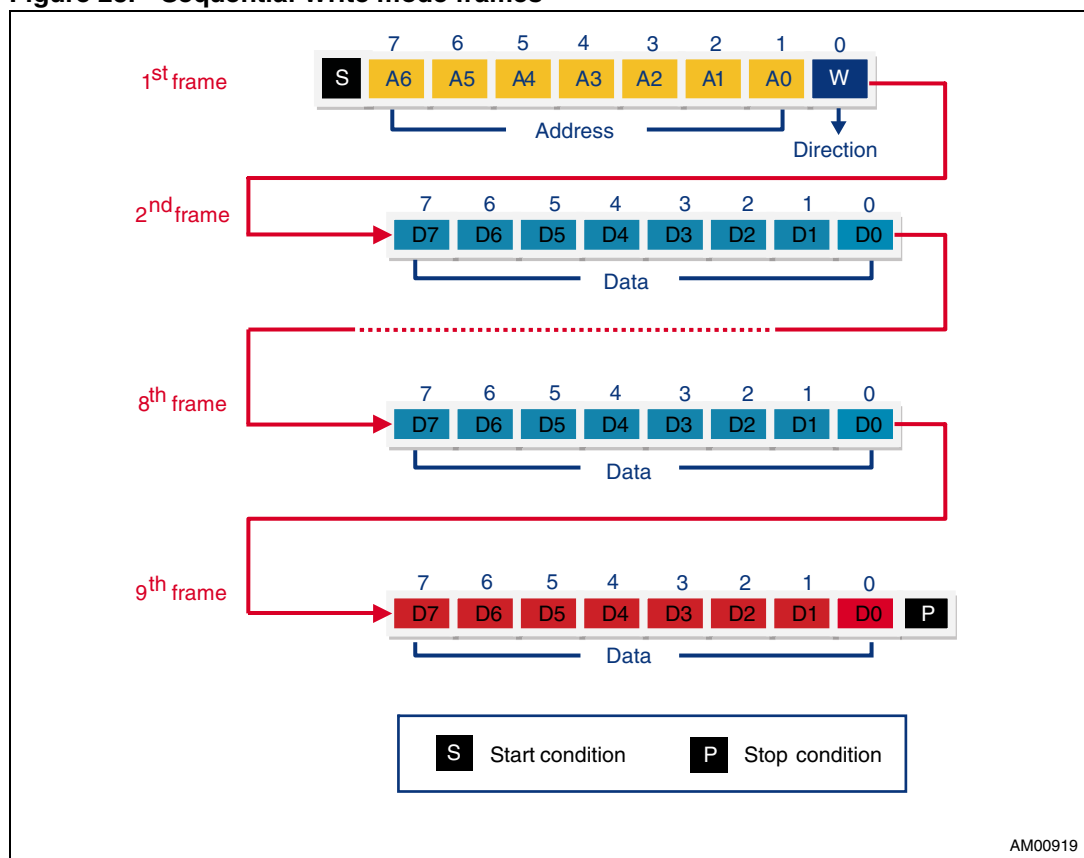 7 6 5 4 3 2 1 0
1st frame S A6 A5 A4 A3 A2 A1 A0 W
Address
Direction
7 6 5 4 3 2 1 0
2nd frame D7 D6 D5 D4 D3 D2 D1 D0
Data
7 6 5 4 3 2 1 0
8th frame D7 D6 D5 D4 D3 D2 D1 D0
Data
7 6 5 4 3 2 1 0
9th frame D7 D6 D5 D4 D3 D2 D1 D0 P
Data
S Start condition P Stop condition
AM00919